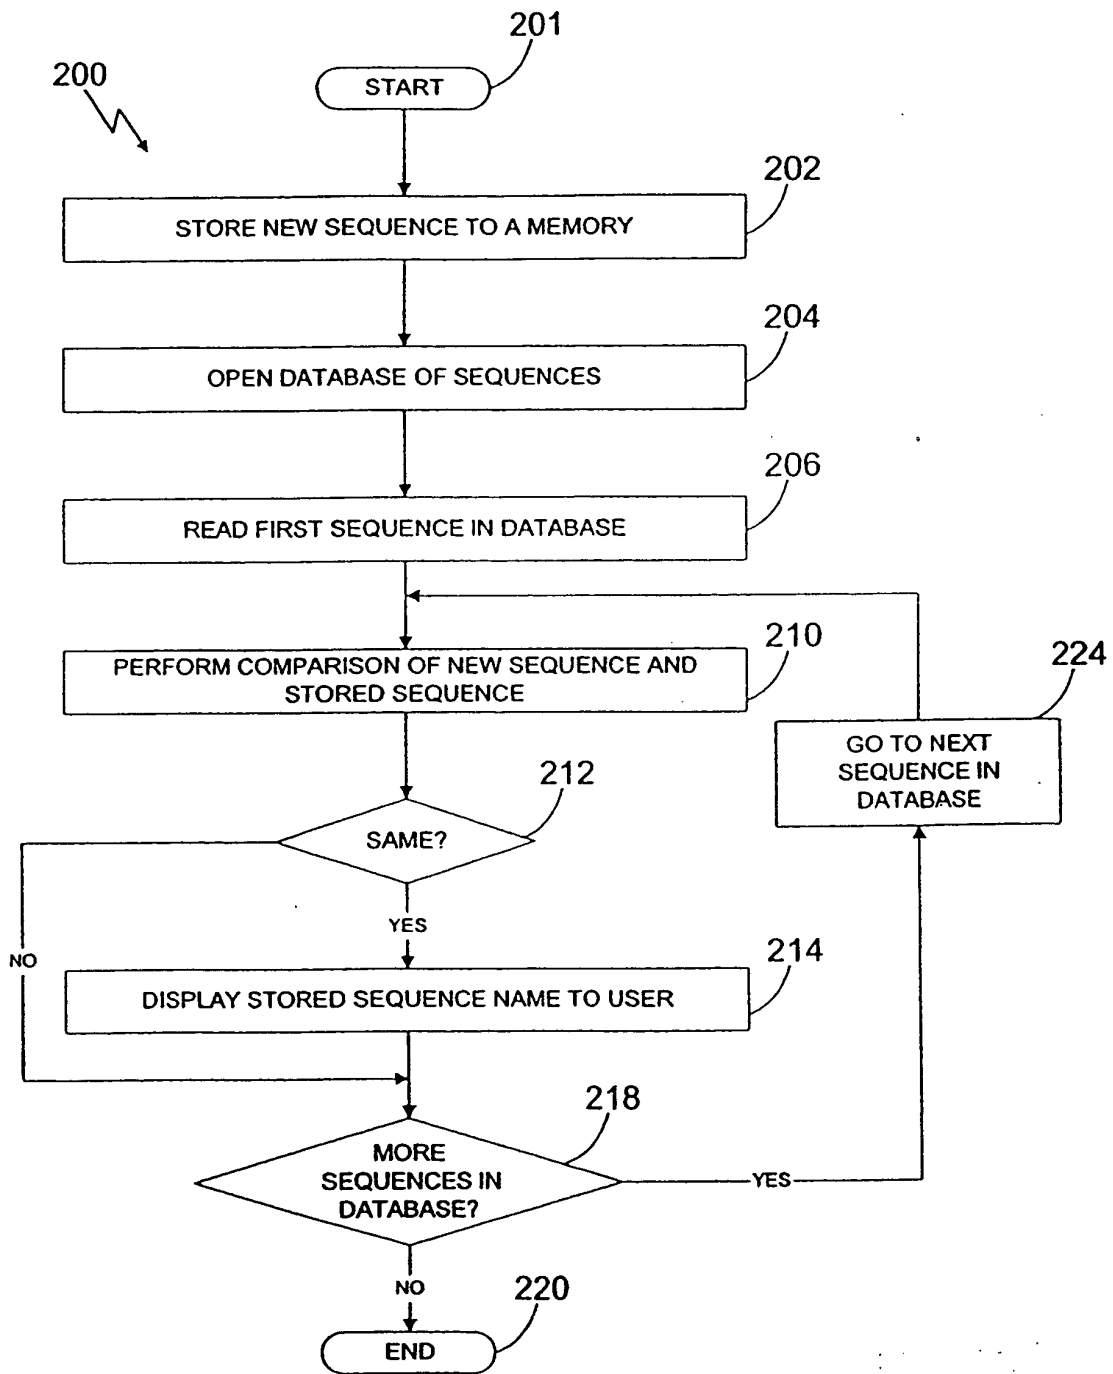 201
START
200
202
STORE NEW SEQUENCE TO A MEMORY
204
OPEN DATABASE OF SEQUENCES
206
READ FIRST SEQUENCE IN DATABASE
210
PERFORM COMPARISON OF NEW SEQUENCE AND
STORED SEQUENCE
224
GO TO NEXT
SEQUENCE IN
DATABASE
212
SAME?
YES
NO
214
DISPLAY STORED SEQUENCE NAME TO USER
218
MORE
SEQUENCES IN
DATABASE?
YES
NO
220
END